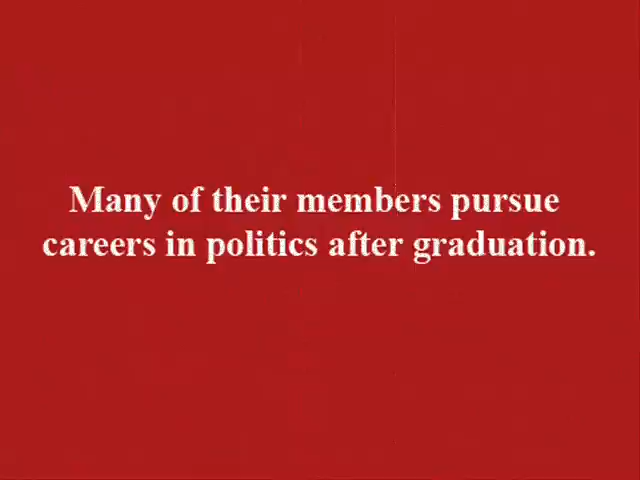 Many of their members pursue
careers in politics after graduation.